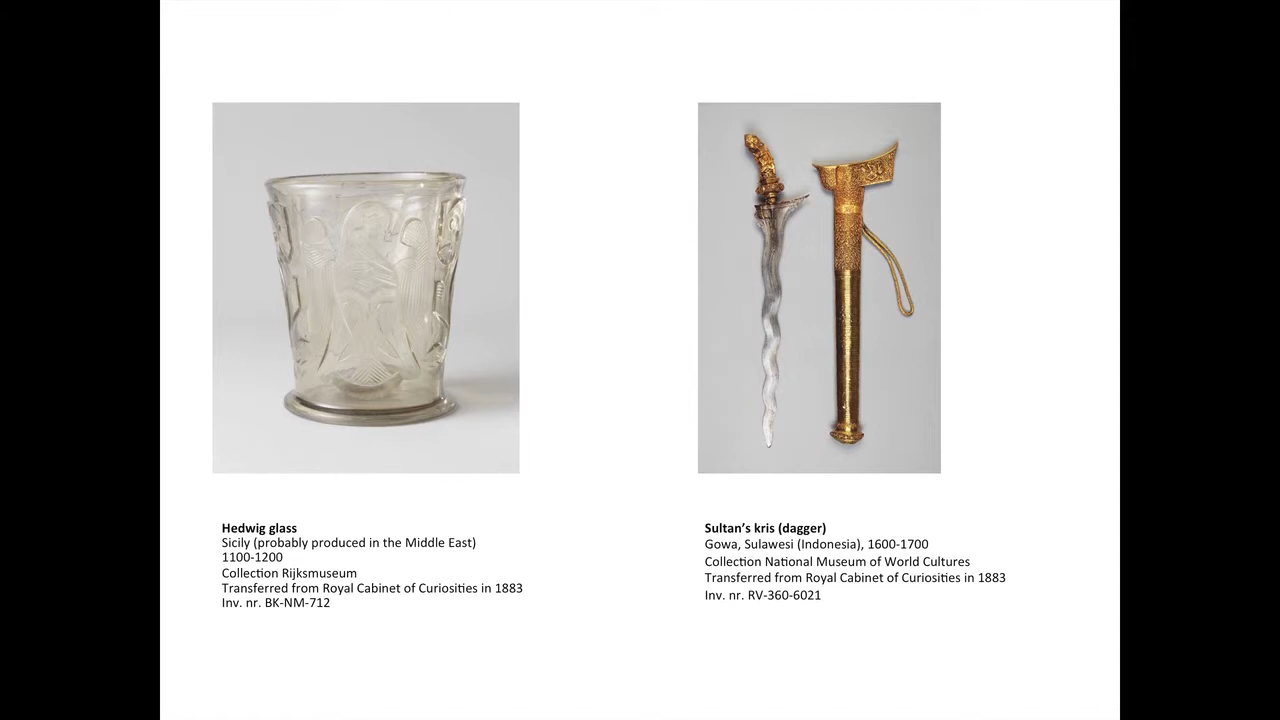 Hedwig glass
Sicily (probably produced in the Middle East)
1100-1200
Collection Rijksmuseum
Transferred from Royal Cabinet of Curiosities in 1883
Inv. nr. BK-NM-712
Sultan’s kris (dagger)
Gowa, Sulawesi (Indonesia), 1600-1700
Collection National Museum of World Cultures
Transferred from Royal Cabinet of Curiosities in 1883
Inv. nr. RV-360-6021